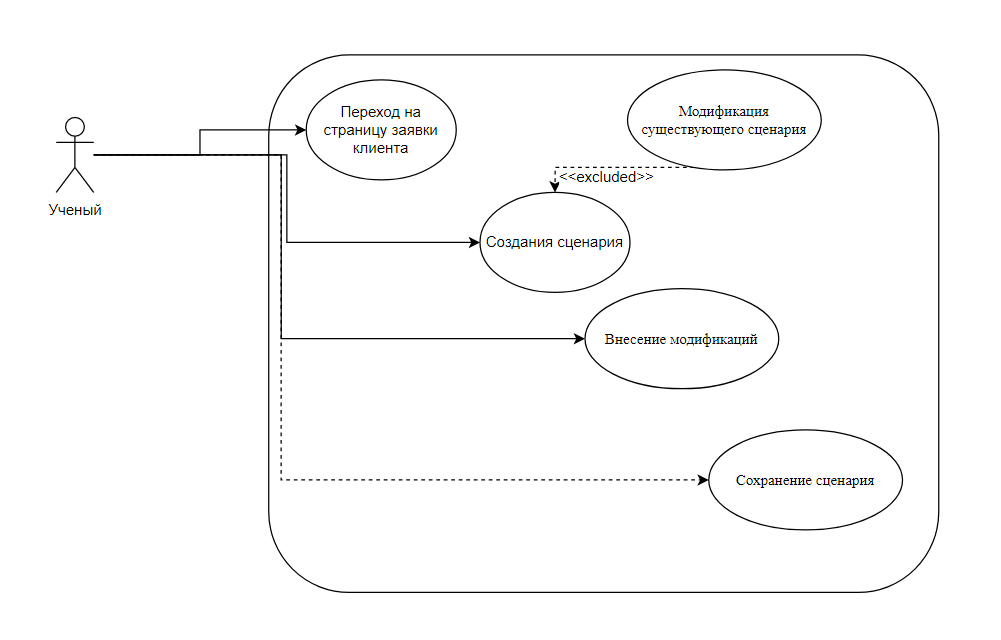 Переход на
страницу заявки
клиента
Модификация
существующего сценария
<<excluded>>
Ученый
Создания сценария
Внесение модификаций
Сохранение сценария